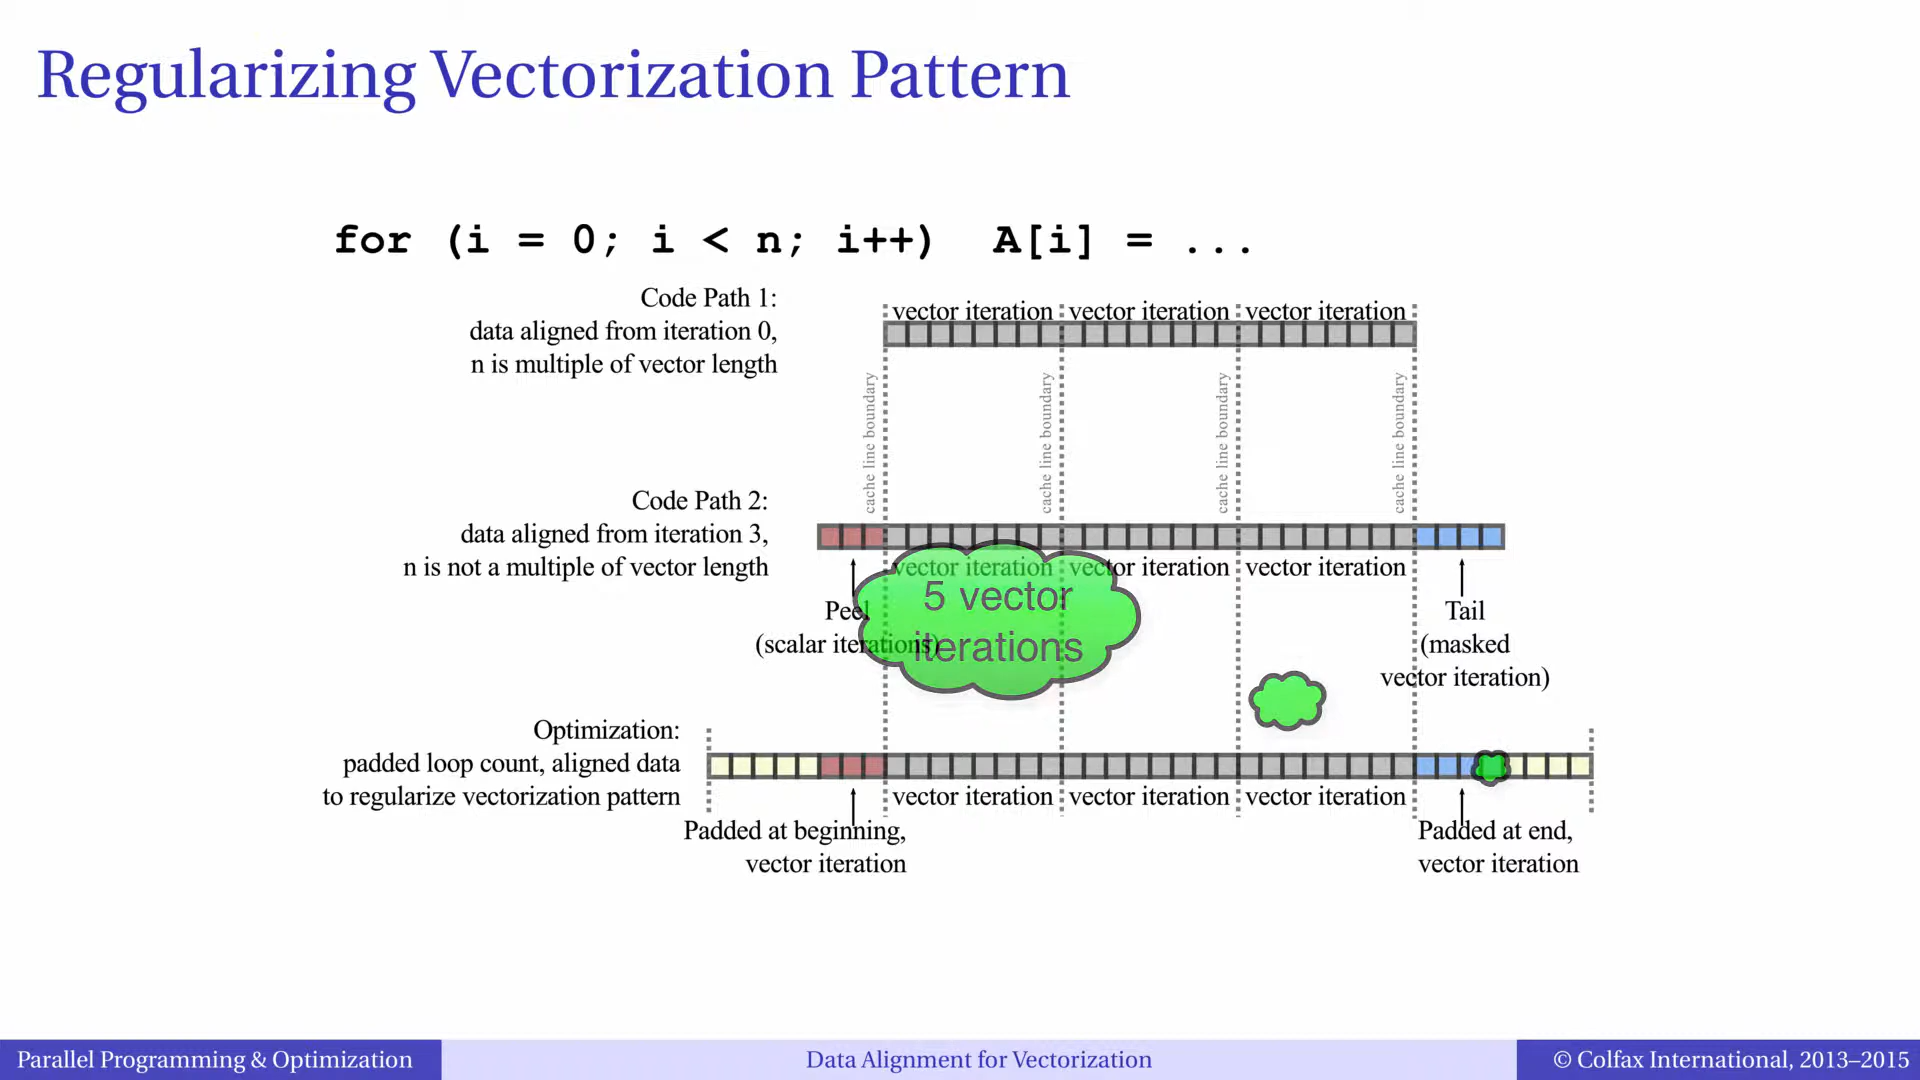 Regularizing Vectorization Pattern
for (i = 0; i < n; i++)  A[i] = ...
Code Path 1:
data aligned from iteration 0,
n is multiple of vector length
vector iteration
vector iteration
vector iteration
cache line boundary
cache line boundary
cache line boundary
cache line boundary
Code Path 2:
data aligned from iteration 3,
n is not a multiple of vector length
vector iteration
vector iteration
vector iteration
Peel
(scalar iterations)
5 vector
iterations
Tail
(masked
vector iteration)
Optimization:
padded loop count, aligned data
to regularize vectorization pattern
vector iteration
vector iteration
vector iteration
Padded at beginning,
vector iteration
Padded at end,
vector iteration
Parallel Programming & Optimization
Data Alignment for Vectorization
© Colfax International, 2013–2015